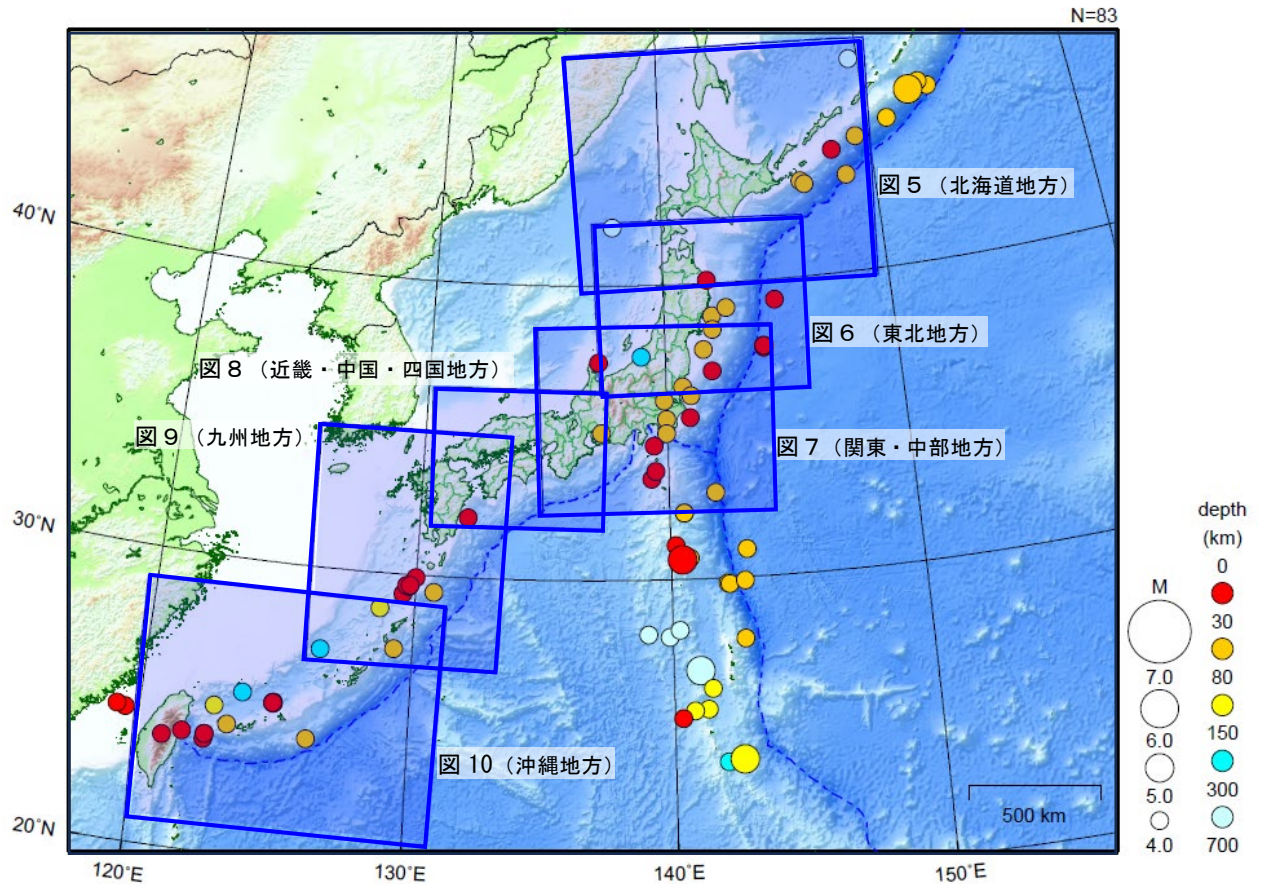 N=83
40˚N
30˚N
20˚N
120˚E
130˚E
140˚E
150˚E
図5（北海道地方）
図6（東北地方）
図8（近畿・中国・四国地方）
図9（九州地方）
図7（関東・中部地方）
図10（沖縄地方）
500 km
M
7.0
6.0
5.0
4.0
depth
(km)
0
30
80
150
300
700